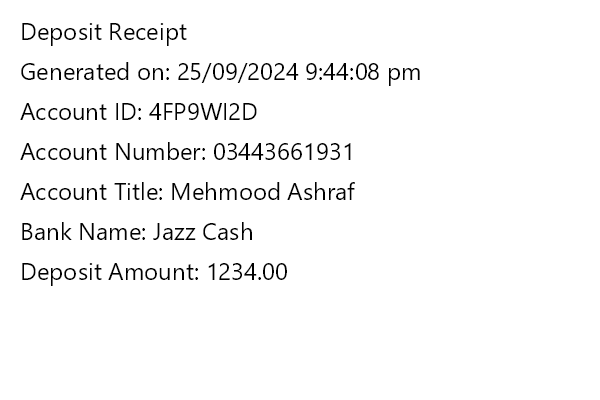 Deposit Receipt
Generated on: 25/09/2024 9:44:08 pm
Account ID: 4FP9WI2D
Account Number: 03443661931
Account Title: Mehmood Ashraf
Bank Name: Jazz Cash
Deposit Amount: 1234.00